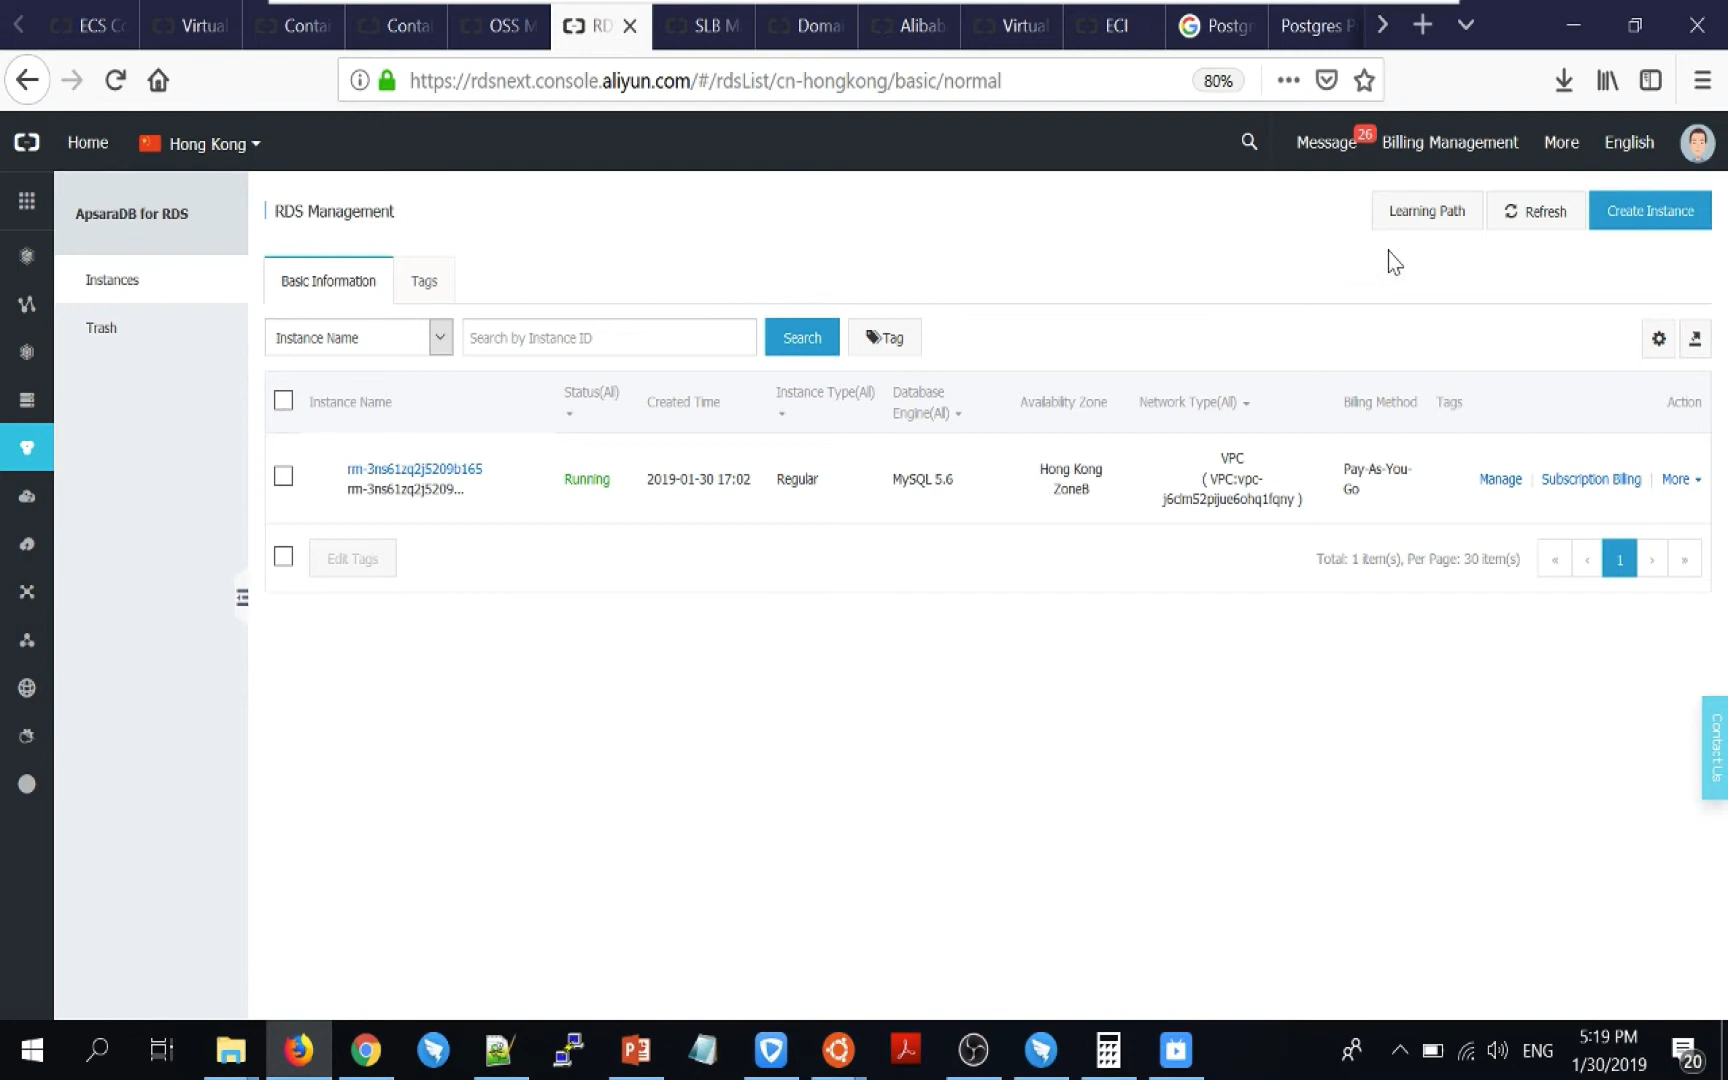 ECS Co
Virtual
Contai
Contai
OSS M
RD
SLB M
Domai
Alibab
Virtual
ECI
Postgr
Postgres P
https://rdsnext.console.aliyun.com/#/rdsList/cn-hongkong/basic/normal
80%
Home
Hong Kong
Message
26
Billing Management
More
English
ApsaraDB for RDS
RDS Management
Learning Path
Refresh
Create Instance
Instances
Basic Information
Tags
Trash
Instance Name
Search by Instance ID
Search
Tag
Instance Name
Status(All)
Created Time
Instance Type(All)
Database
Engine(All)
Availability Zone
Network Type(All)
Billing Method
Tags
Action
rm-3ns61zq2j5209b165
rm-3ns61zq2j5209...
Running
2019-01-30 17:02
Regular
MySQL 5.6
Hong Kong
ZoneB
VPC
( VPC:vpc-
j6clm52pijue6ohq1fqny )
Pay-As-You-
Go
Manage
Subscription Billing
More
Edit Tags
Total: 1 item(s), Per Page: 30 item(s)
«
‹
1
›
»
Contact Us
ENG
5:19 PM
1/30/2019
20